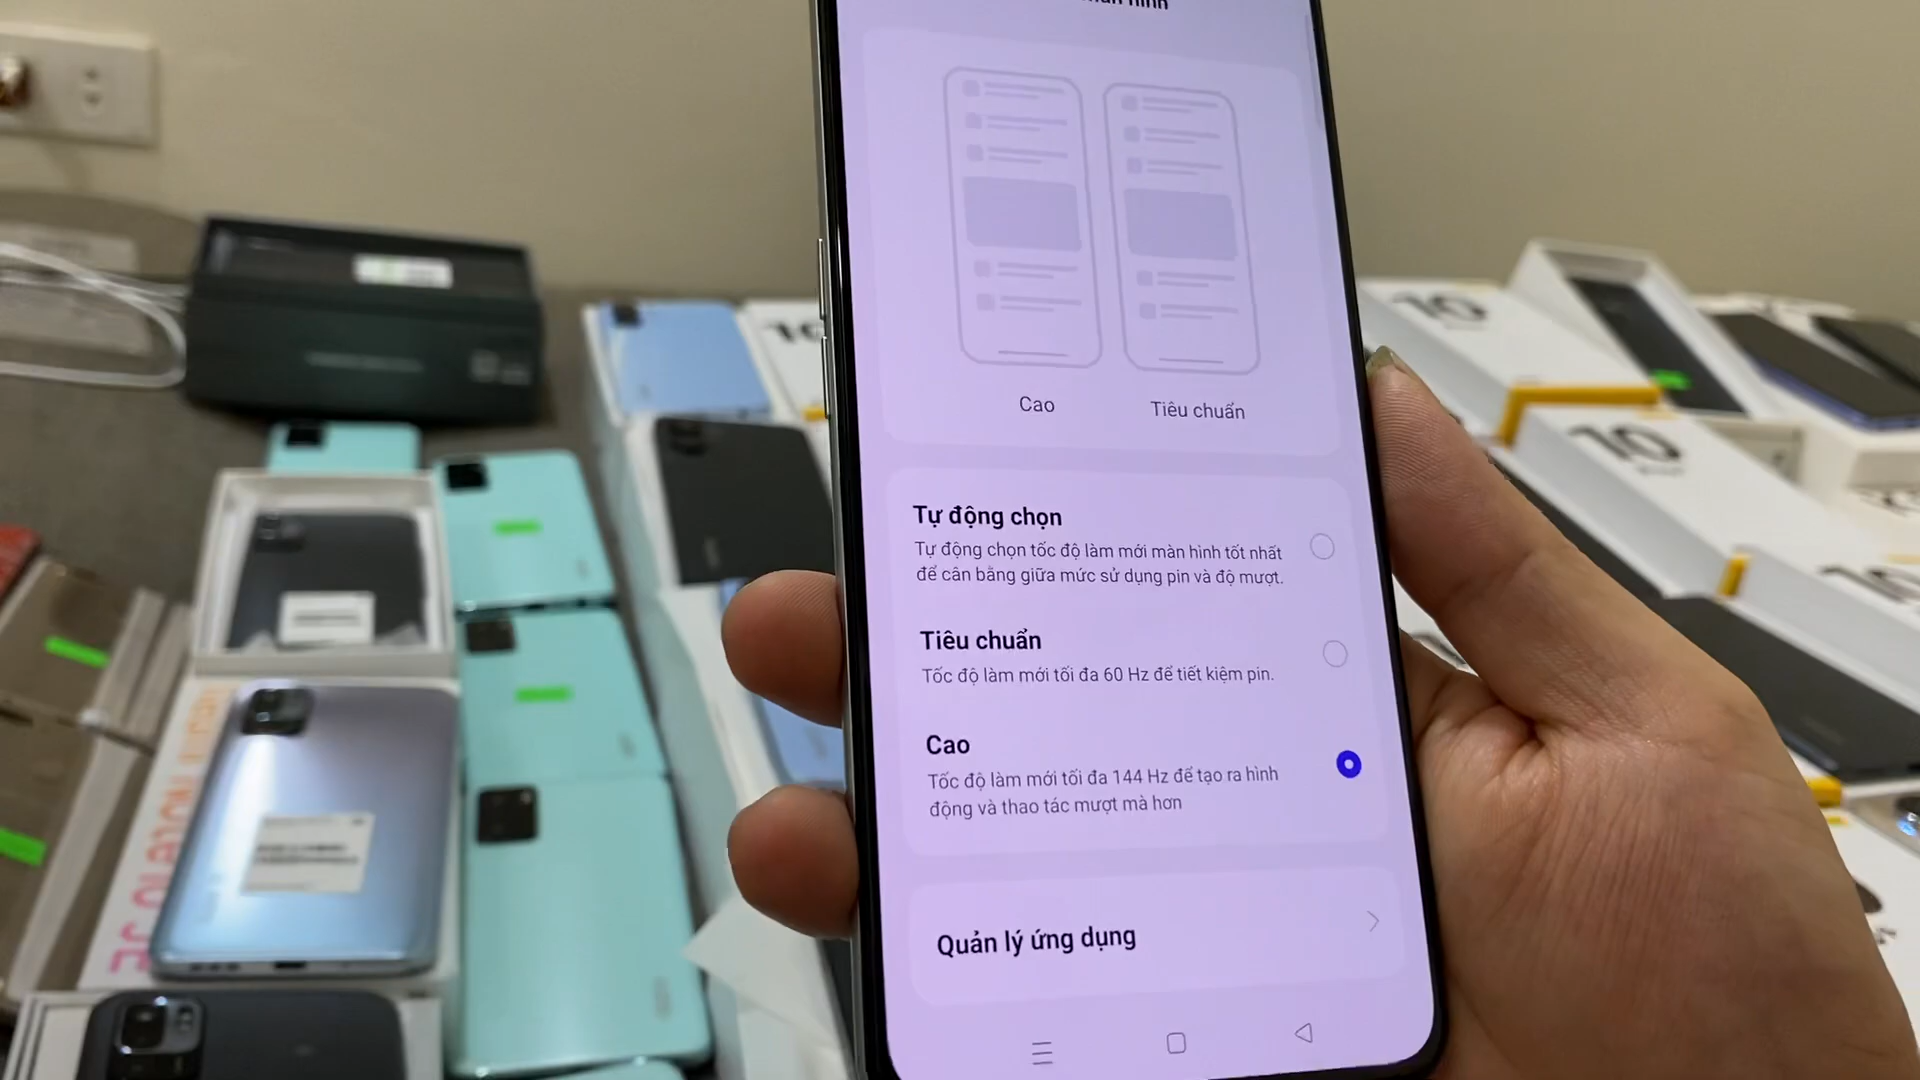 Cao
Tiêu chuẩn
Tự động chọn
Tự động chọn tốc độ làm mới màn hình tốt nhất
để cân bằng giữa mức sử dụng pin và độ mượt.
Tiêu chuẩn
Tốc độ làm mới tối đa 60 Hz để tiết kiệm pin.
Cao
Tốc độ làm mới tối đa 144 Hz để tạo ra hình
động và thao tác mượt mà hơn
Quản lý ứng dụng
10
10
10